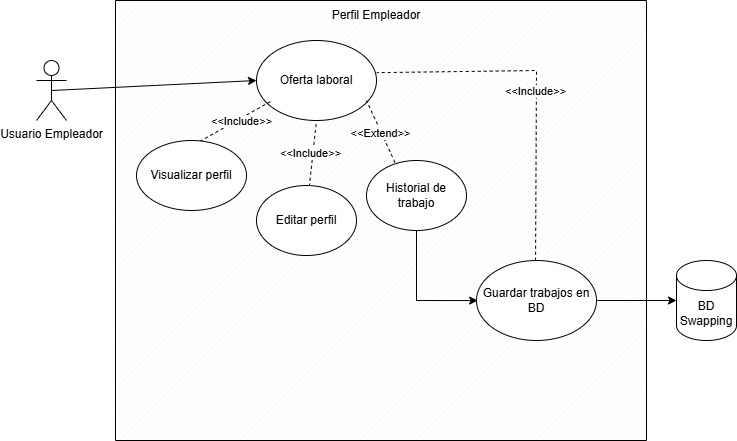 Perfil Empleador
Oferta laboral
Usuario Empleador
<<Include>>
<<Include>>
<<Extend>>
<<Include>>
Visualizar perfil
Editar perfil
Historial de
trabajo
Guardar trabajos en
BD
BD
Swapping